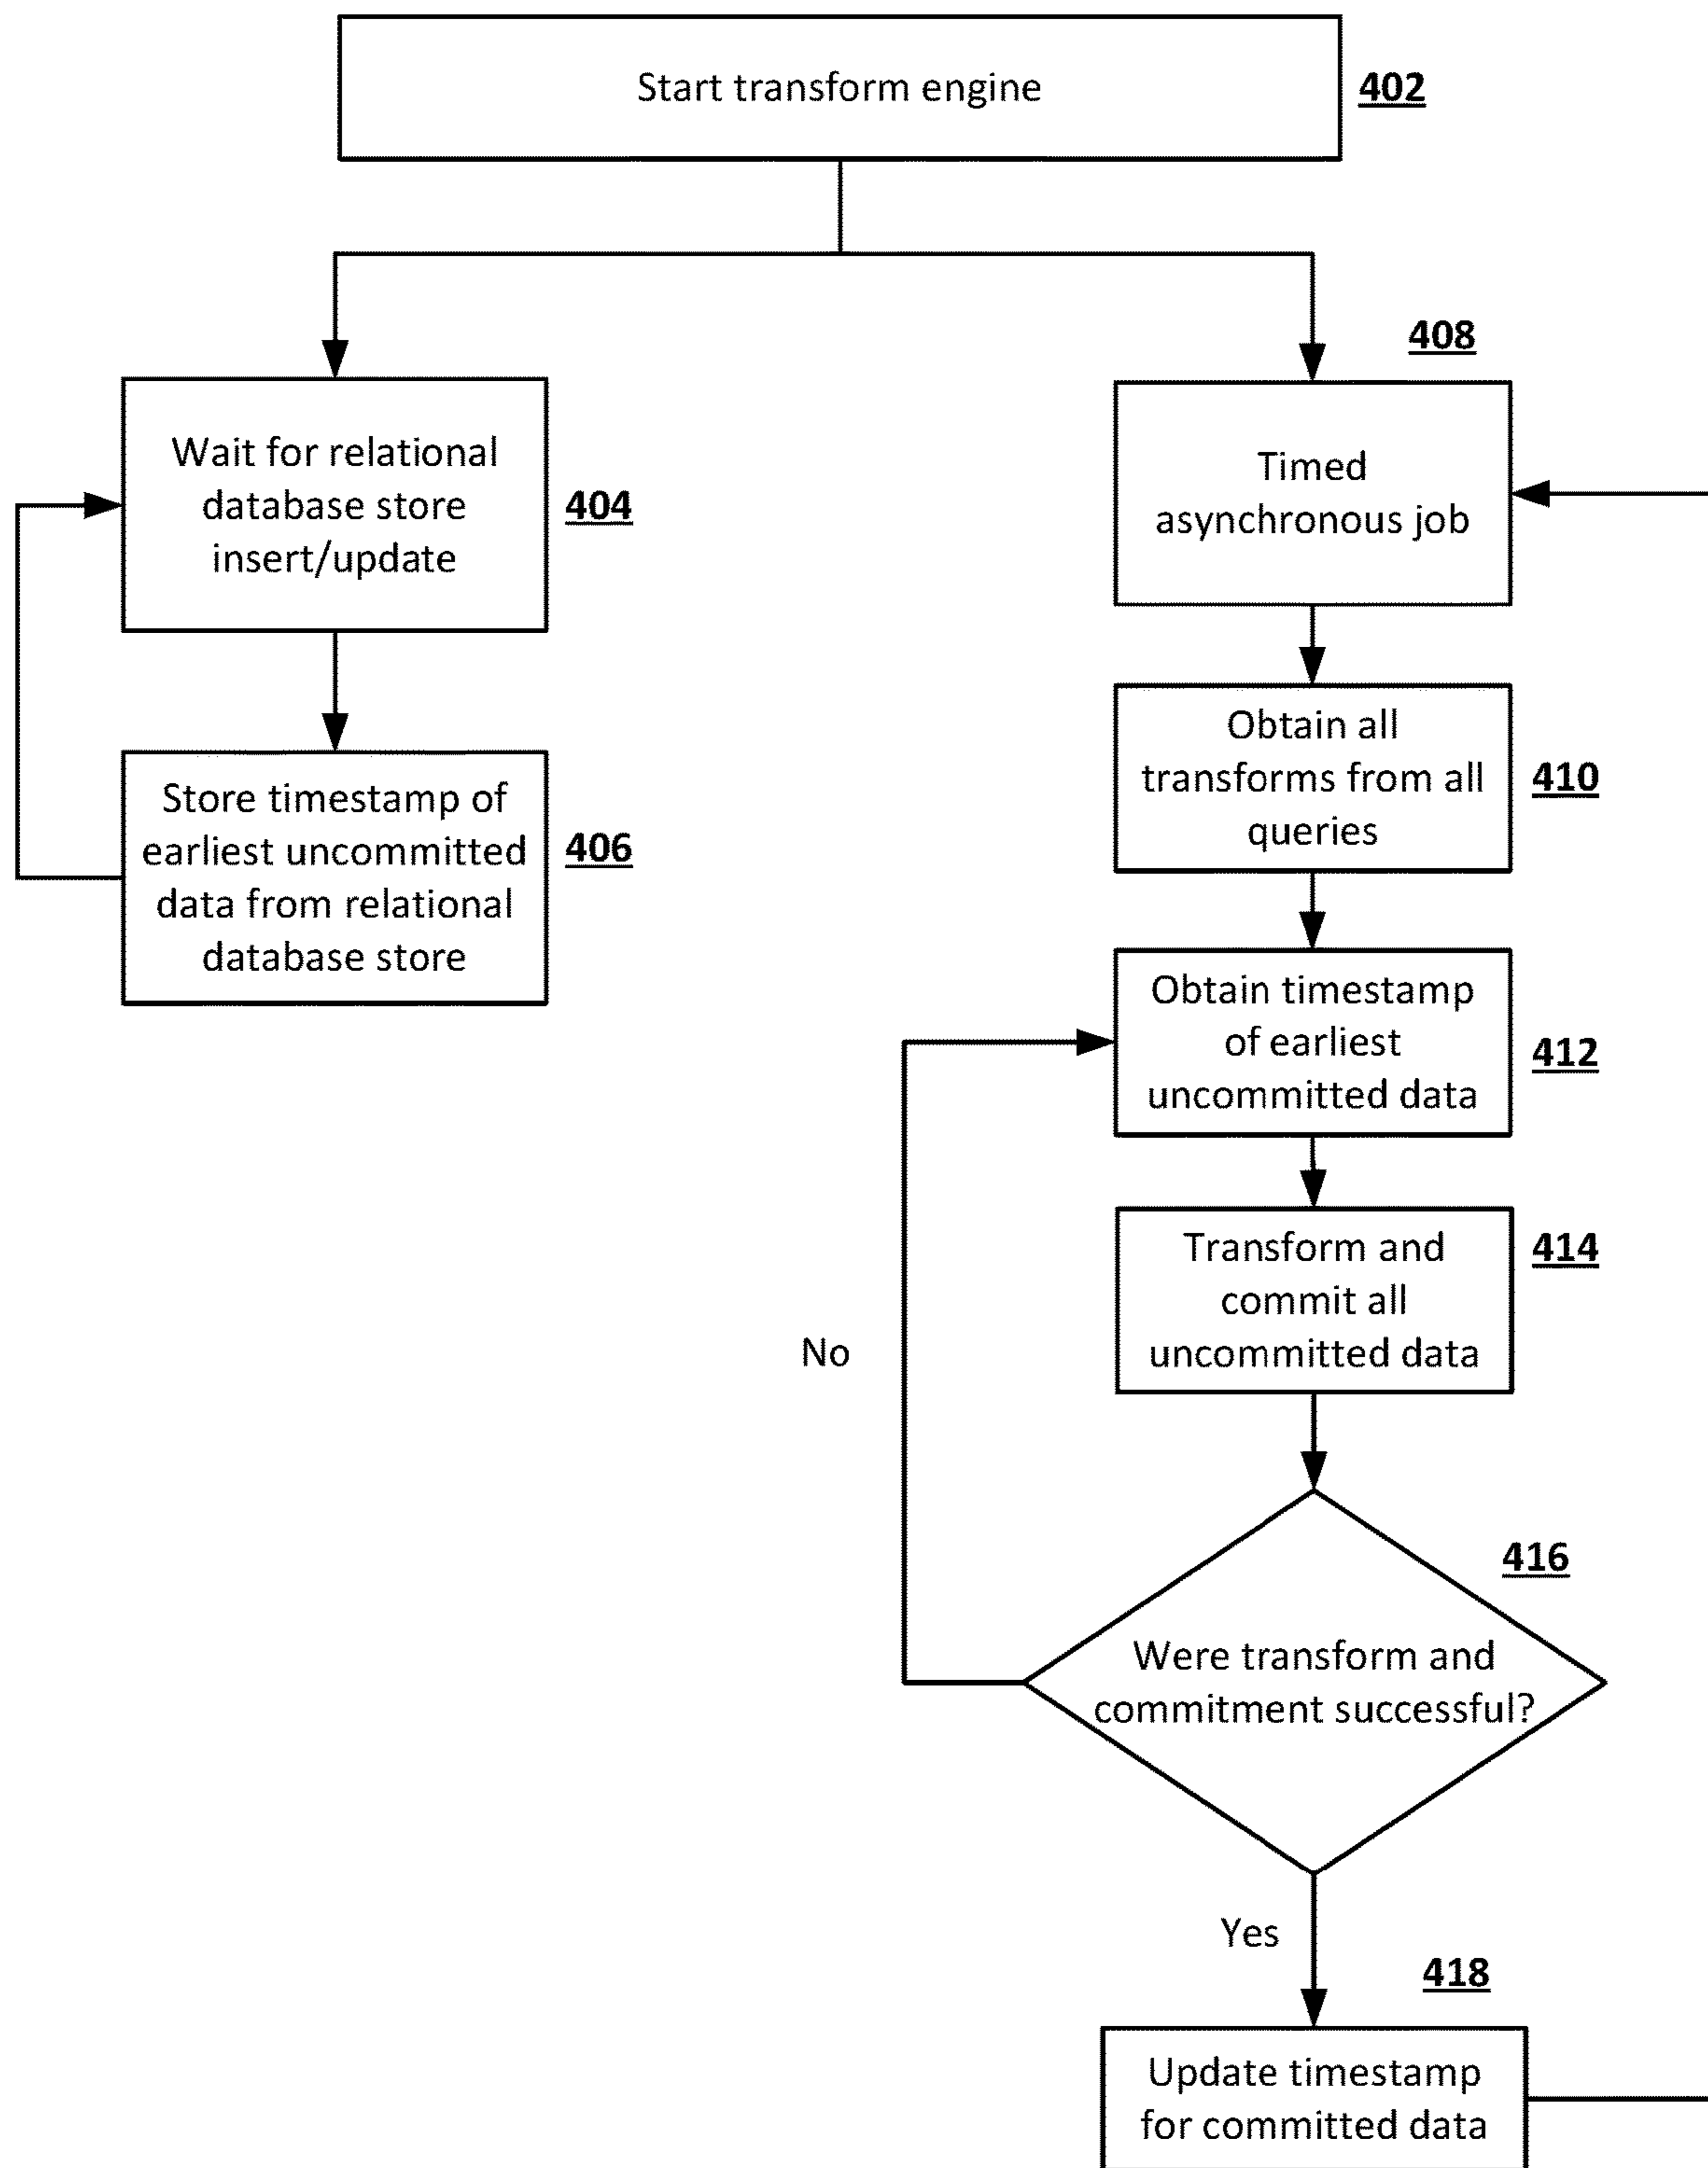 Start transform engine
402
408
Wait for relational
database store
insert/update
404
Timed
asynchronous job
Store timestamp of
earliest uncommitted
data from relational
database store
406
Obtain all
transforms from all
queries
410
Obtain timestamp
of earliest
uncommitted data
412
Transform and
commit all
uncommitted data
414
No
416
Were transform and
commitment successful?
Yes
418
Update timestamp
for committed data